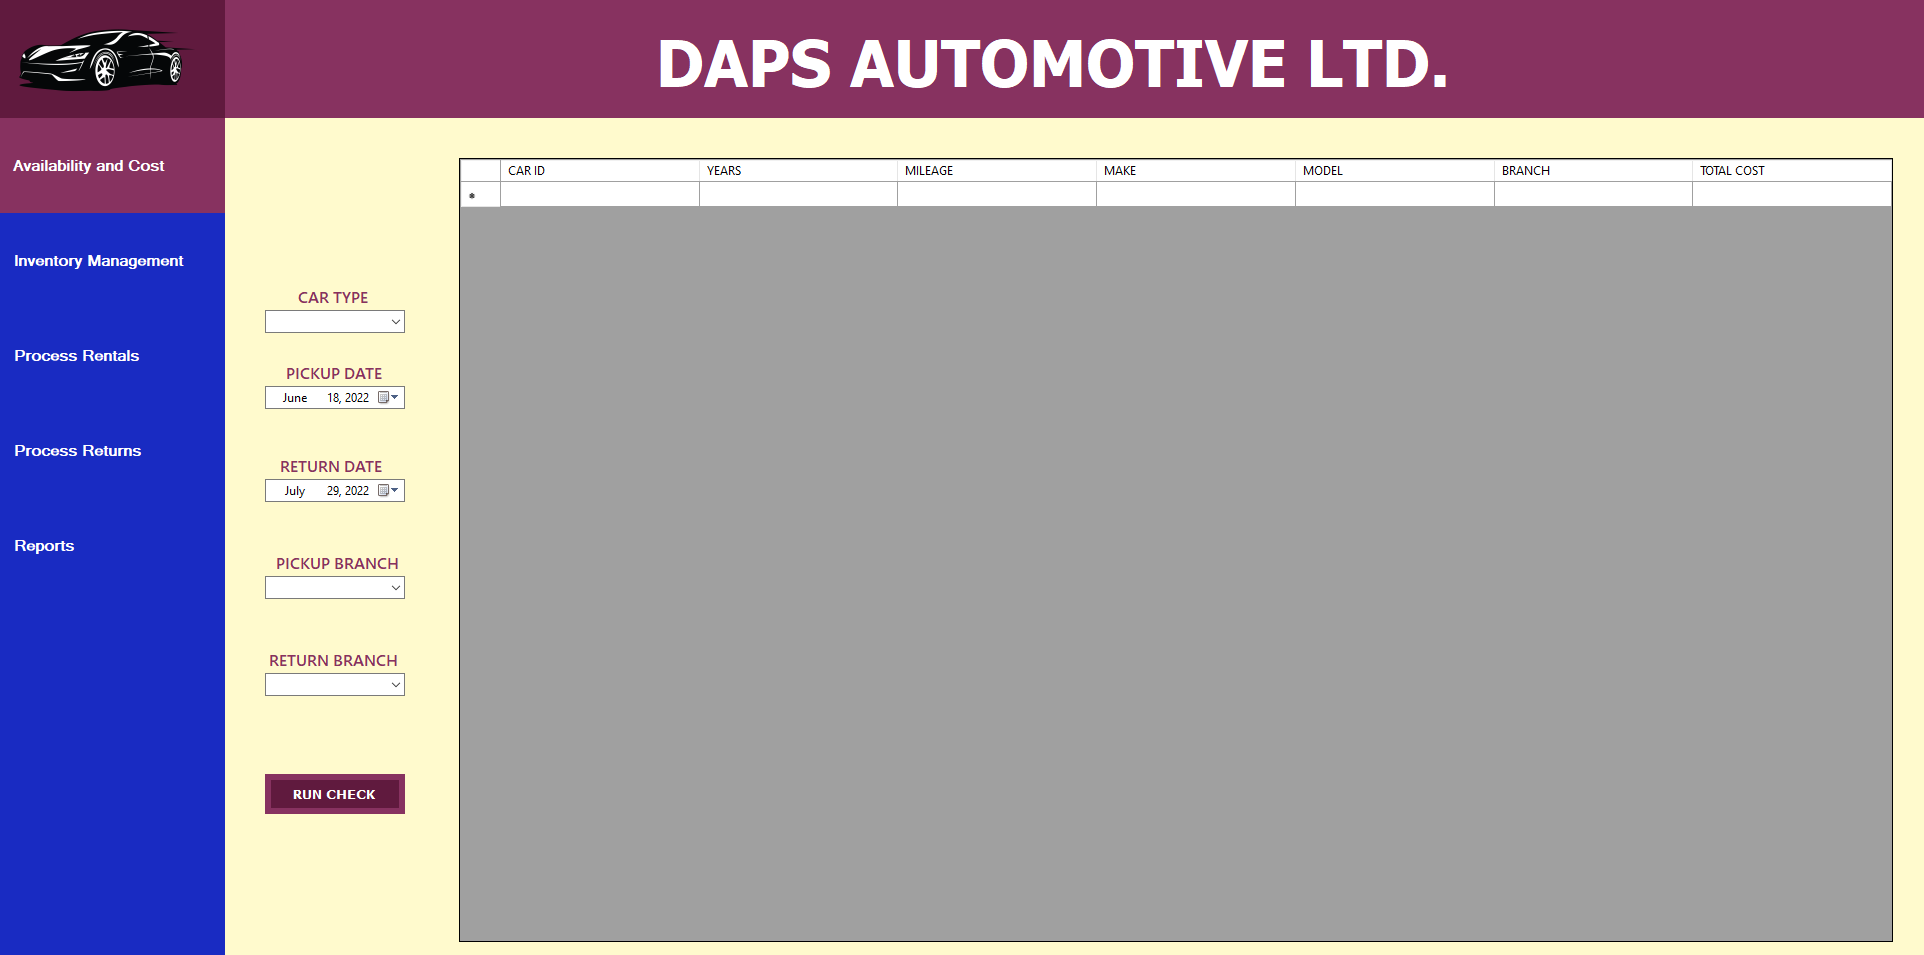 DAPS AUTOMOTIVE LTD.
Availability and Cost
Inventory Management
Process Rentals
Process Returns
Reports
CAR TYPE
PICKUP DATE
June 18, 2022
RETURN DATE
July 29, 2022
PICKUP BRANCH
RETURN BRANCH
RUN CHECK
CAR ID YEARS MILEAGE MAKE MODEL BRANCH TOTAL COST